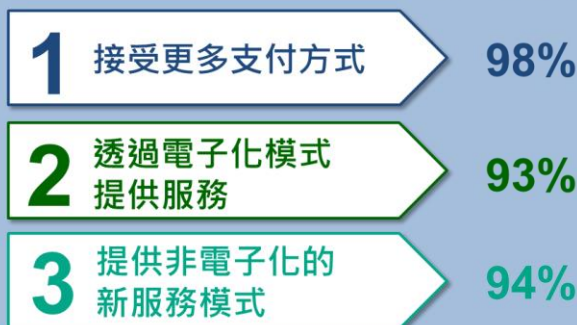 1 接受更多支付方式 98%
2 透過電子化模式
提供服務 93%
3 提供非電子化的
新服務模式 94%